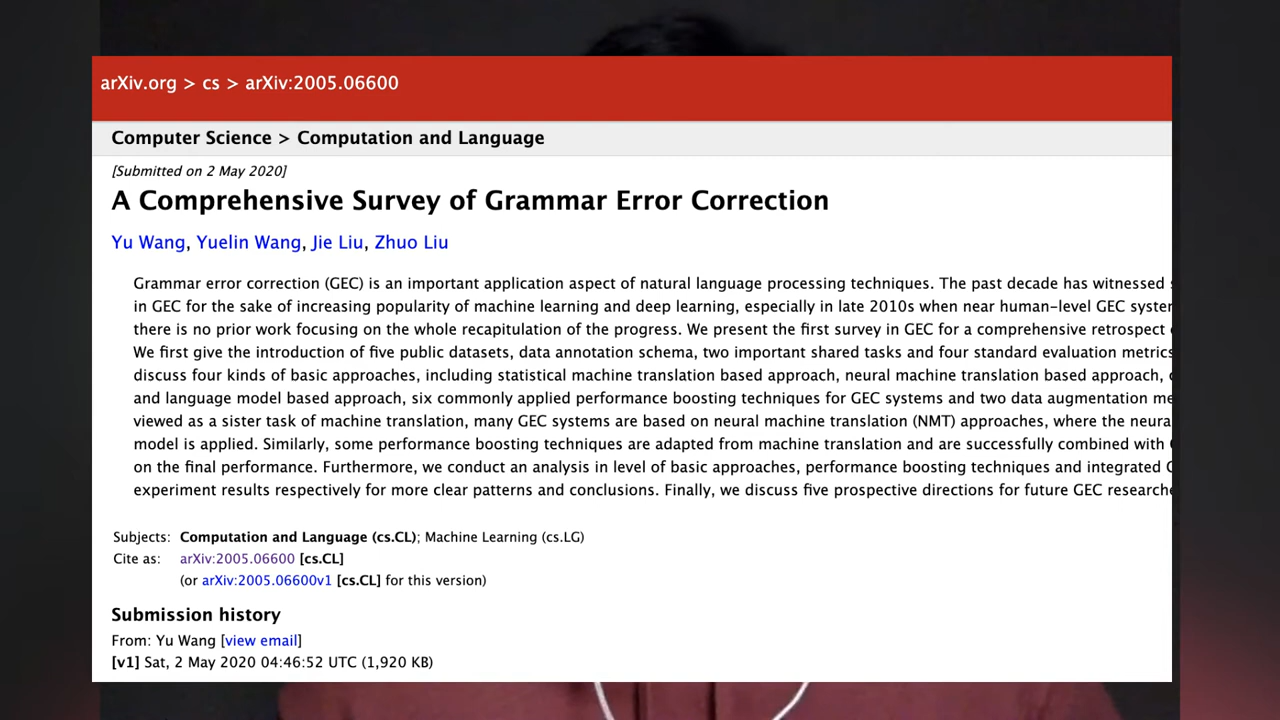 arXiv.org > cs > arXiv:2005.06600
Computer Science > Computation and Language
[Submitted on 2 May 2020]
A Comprehensive Survey of Grammar Error Correction
Yu Wang, Yuelin Wang, Jie Liu, Zhuo Liu
Grammar error correction (GEC) is an important application aspect of natural language processing techniques. The past decade has witnessed
in GEC for the sake of increasing popularity of machine learning and deep learning, especially in late 2010s when near human-level GEC
there is no prior work focusing on the whole recapitulation of the progress. We present the first survey in GEC for a comprehensive retrospect
We first give the introduction of five public datasets, data annotation schema, two important shared tasks and four standard evaluation metrics
discuss four kinds of basic approaches, including statistical machine translation based approach, neural machine translation based approach,
and language model based approach, six commonly applied performance boosting techniques for GEC systems and two data augmentation
viewed as a sister task of machine translation, many GEC systems are based on neural machine translation (NMT) approaches, where the
model is applied. Similarly, some performance boosting techniques are adapted from machine translation and are successfully combined with
on the final performance. Furthermore, we conduct an analysis in level of basic approaches, performance boosting techniques and integrated
experiment results respectively for more clear patterns and conclusions. Finally, we discuss five prospective directions for future GEC
Subjects: Computation and Language (cs.CL); Machine Learning (cs.LG)
Cite as: arXiv:2005.06600 [cs.CL]
(or arXiv:2005.06600v1 [cs.CL] for this version)
Submission history
From: Yu Wang [view email]
[v1] Sat, 2 May 2020 04:46:52 UTC (1,920 KB)